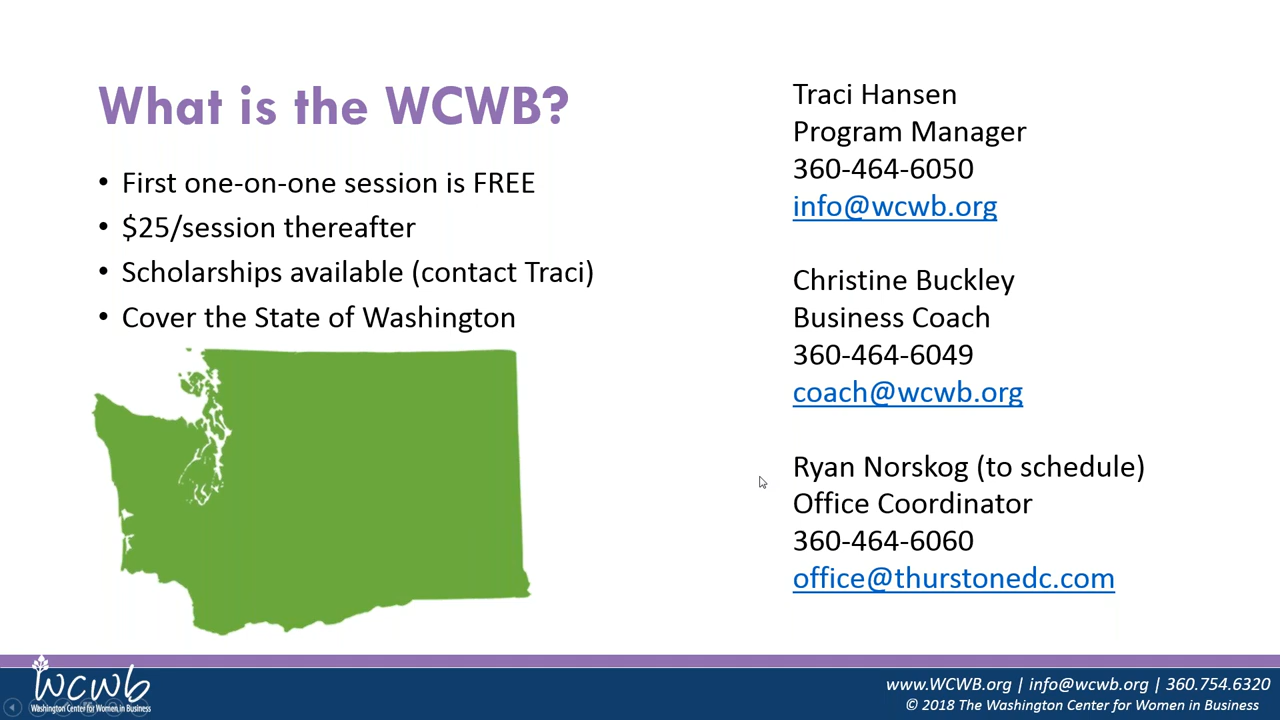 What is the WCWB?
• First one-on-one session is FREE
• $25/session thereafter
• Scholarships available (contact Traci)
• Cover the State of Washington
Traci Hansen
Program Manager
360-464-6050
info@wcwb.org
Christine Buckley
Business Coach
360-464-6049
coach@wcwb.org
Ryan Norskog (to schedule)
Office Coordinator
360-464-6060
office@thurstonedc.com
wcwb
Washington Center for Women in Business
www.WCWB.org | info@wcwb.org | 360.754.6320
© 2018 The Washington Center for Women in Business